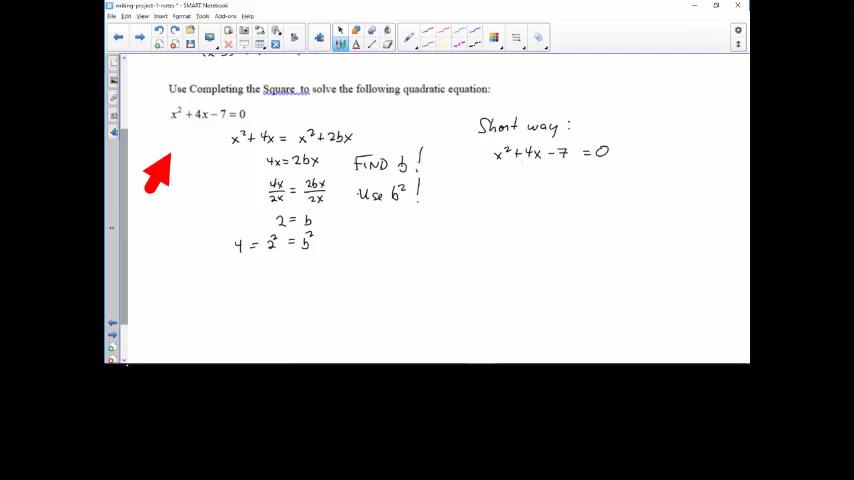 writing-project-1-notes * - SMART Notebook
File Edit View Insert Format Tools Add-ons Help
Use Completing the Square to solve the following quadratic equation:
x² + 4x − 7 = 0
x² + 4x = x² + 2bx
4x = 2bx
4x/2x = 2bx/2x
2 = b
4 = 2² = b²
FIND b!
Use b²!
Short way:
x² + 4x − 7 = 0